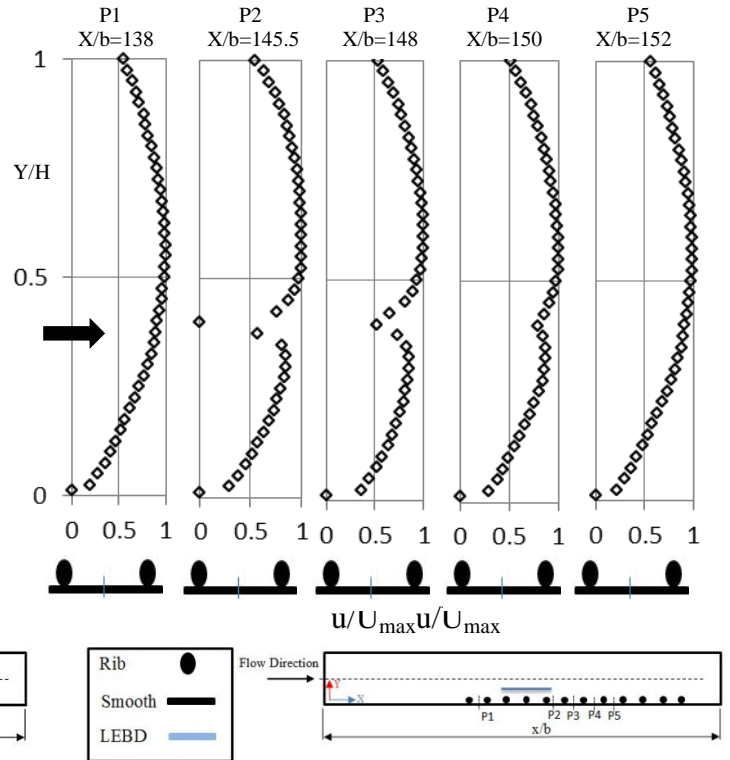 P1 P2 P3 P4 P5
X/b=138 X/b=145.5 X/b=148 X/b=150 X/b=152
1
Y/H
0.5
0
0 0.5 1 0 0.5 1 0 0.5 1 0 0.5 1 0 0.5 1
u/Umaxu/Umax
Rib
Smooth
LEBD
Flow Direction
Y
X
P1 P2 P3 P4 P5
x/b